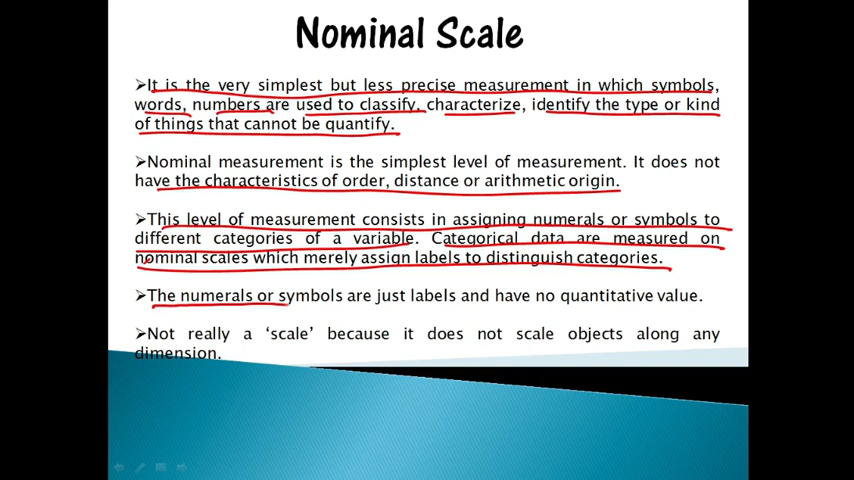 Nominal Scale
➢It is the very simplest but less precise measurement in which symbols,
words, numbers are used to classify, characterize, identify the type or kind
of things that cannot be quantify.
➢Nominal measurement is the simplest level of measurement. It does not
have the characteristics of order, distance or arithmetic origin.
➢This level of measurement consists in assigning numerals or symbols to
different categories of a variable. Categorical data are measured on
nominal scales which merely assign labels to distinguish categories.
➢The numerals or symbols are just labels and have no quantitative value.
➢Not really a ‘scale’ because it does not scale objects along any
dimension.